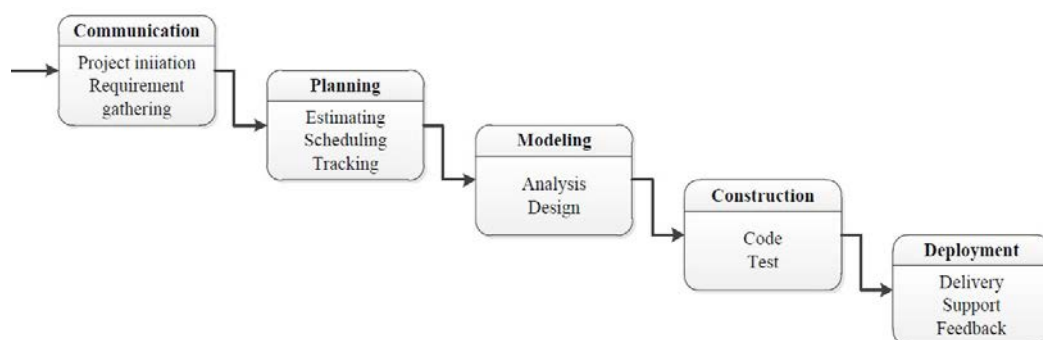 Communication
Project iniiation
Requirement
gathering
Planning
Estimating
Scheduling
Tracking
Modeling
Analysis
Design
Construction
Code
Test
Deployment
Delivery
Support
Feedback